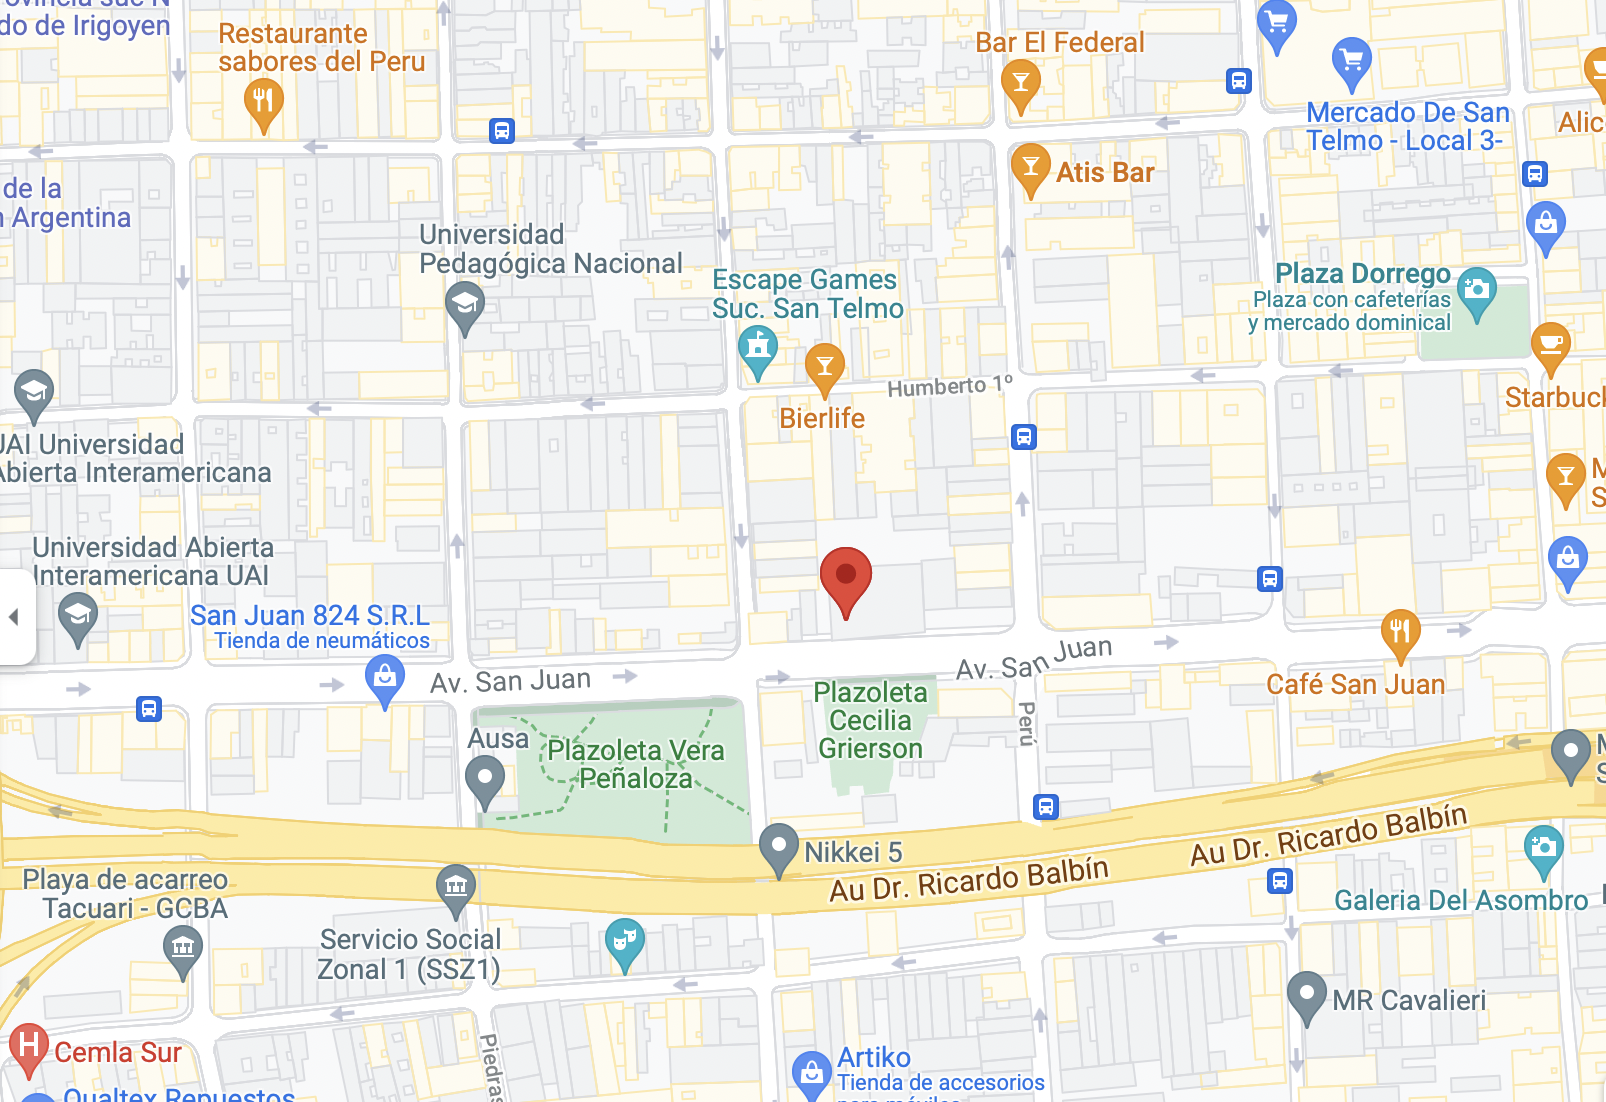 do de Irigoyen
Restaurante
sabores del Peru
Bar El Federal
Mercado De San
Telmo - Local 3-
Alic
Atis Bar
de la
Argentina
Universidad
Pedagógica Nacional
Escape Games
Suc. San Telmo
Plaza Dorrego
Plaza con cafeterías
y mercado dominical
Humberto 1º
Bierlife
Starbuck
UAI Universidad
Abierta Interamericana
M
S
Universidad Abierta
Interamericana UAI
San Juan 824 S.R.L
Tienda de neumáticos
Av. San Juan
Av. San Juan
Café San Juan
Plazoleta
Cecilia
Grierson
Perú
Ausa
Plazoleta Vera
Peñaloza
M
S
Nikkei 5
Au Dr. Ricardo Balbín
Au Dr. Ricardo Balbín
Playa de acarreo
Tacuari - GCBA
Galeria Del Asombro
Servicio Social
Zonal 1 (SSZ1)
MR Cavalieri
H
Cemla Sur
Piedras
Artiko
Tienda de accesorios
para móviles
Qualtex Repuestos